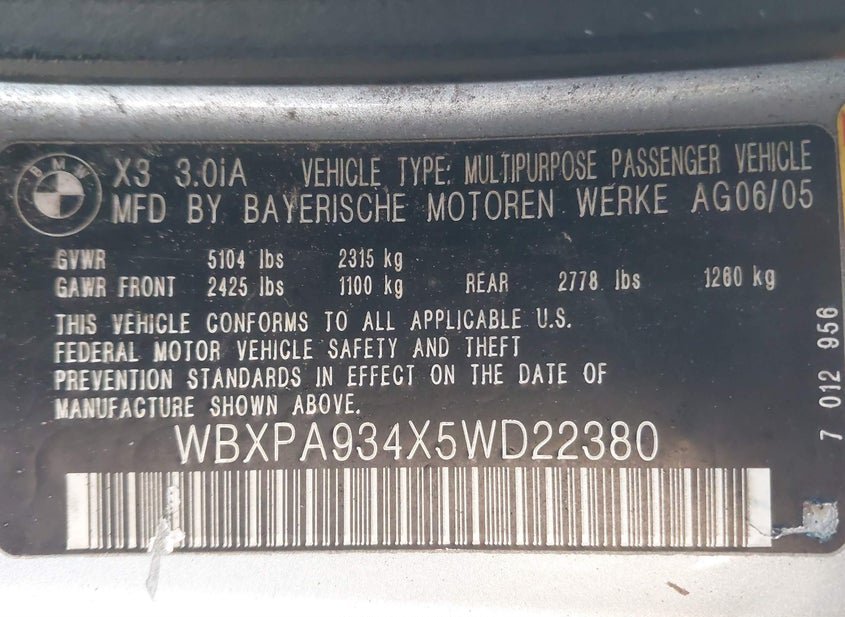 BMW
X3 3.0iA VEHICLE TYPE: MULTIPURPOSE PASSENGER VEHICLE
MFD BY BAYERISCHE MOTOREN WERKE AG06/05
GVWR 5104 lbs 2315 kg
GAWR FRONT 2425 lbs 1100 kg REAR 2778 lbs 1260 kg
THIS VEHICLE CONFORMS TO ALL APPLICABLE U.S.
FEDERAL MOTOR VEHICLE SAFETY AND THEFT
PREVENTION STANDARDS IN EFFECT ON THE DATE OF
MANUFACTURE SHOWN ABOVE.
WBXPA934X5WD22380
7 012 956